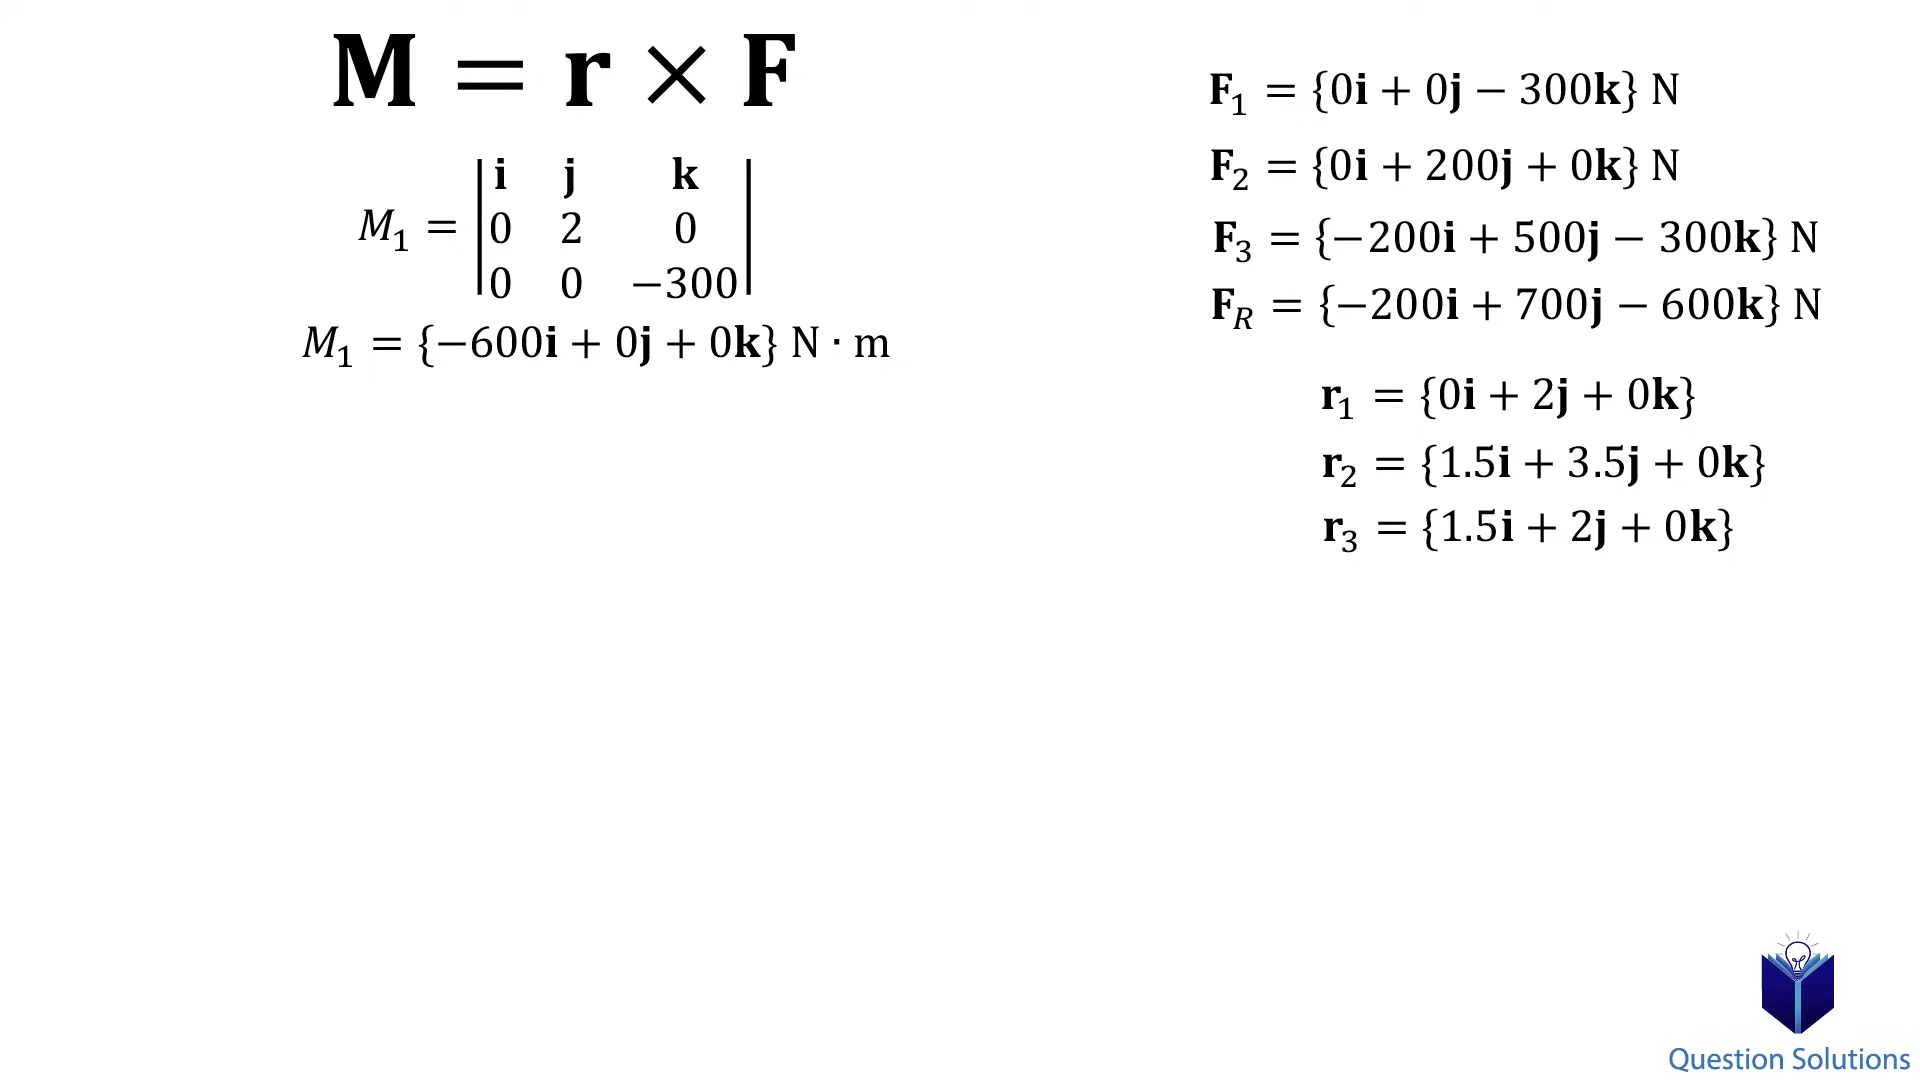 M = r × F
M₁ = | i j k |
| 0 2 0 |
| 0 0 −300 |
M₁ = {−600i + 0j + 0k} N · m
F₁ = {0i + 0j − 300k} N
F₂ = {0i + 200j + 0k} N
F₃ = {−200i + 500j − 300k} N
F_R = {−200i + 700j − 600k} N
r₁ = {0i + 2j + 0k}
r₂ = {1.5i + 3.5j + 0k}
r₃ = {1.5i + 2j + 0k}
Question Solutions